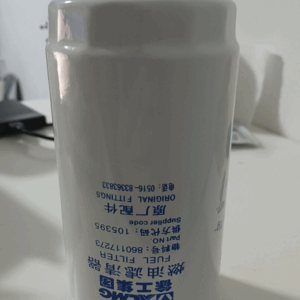 XCMG
徐工集团
燃油滤清器
FUEL FILTER
物料号: 860117273
Part NO.
供方代码: 105395
Supplier code
原厂配件
ORIGINAL FITTINGS
电话: 0516-83363833